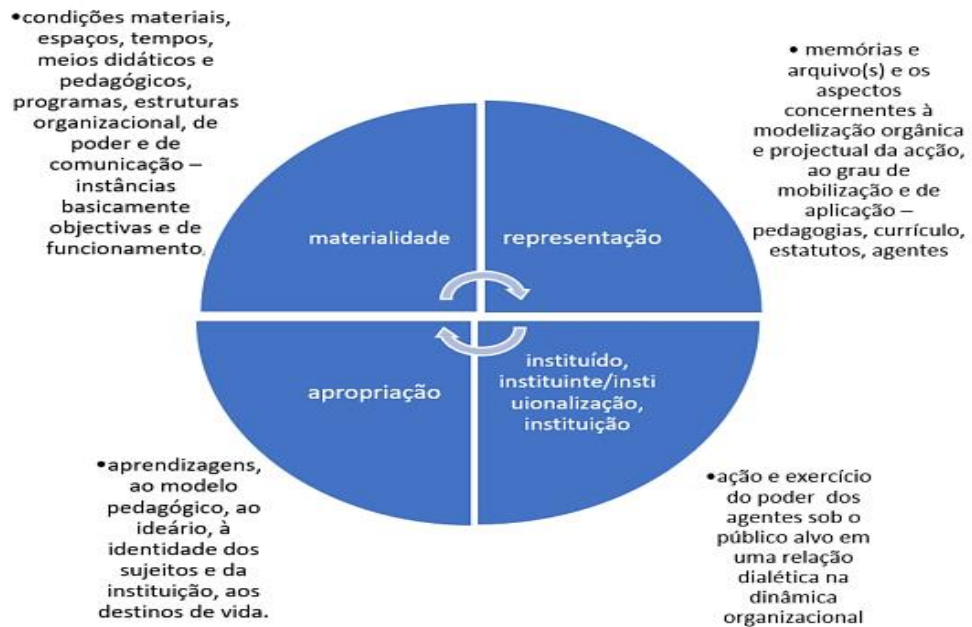 •condições materiais,
espaços, tempos,
meios didáticos e
pedagógicos,
programas, estruturas
organizacional, de
poder e de
comunicação –
instâncias
basicamente
objectivas e de
funcionamento.
• memórias e
arquivo(s) e os
aspectos
concernentes à
modelização orgânica
e projectual da acção,
ao grau de
mobilização e de
aplicação –
pedagogias, currículo,
estatutos, agentes
materialidade
representação
apropriação
instituído,
instituinte/insti
uionalização,
instituição
•aprendizagens,
ao modelo
pedagógico, ao
ideário, à
identidade dos
sujeitos e da
instituição, aos
destinos de vida.
•ação e exercício
do poder dos
agentes sob o
público alvo em
uma relação
dialética na
dinâmica
organizacional